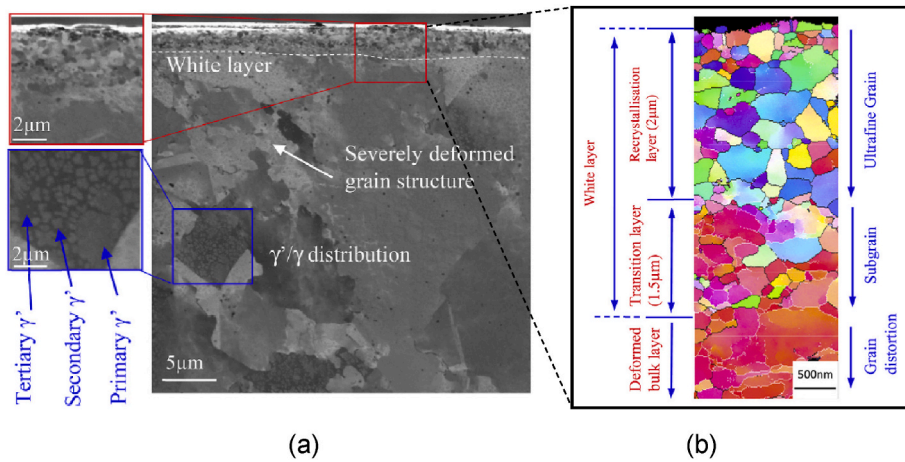 (a)
White layer
2μm
Severely deformed
grain structure
2μm
γ'/γ distribution
Tertiary γ'
Secondary γ'
Primary γ'
5μm
(b)
White layer
Recrystallisation
layer (2μm)
Transition layer
(1.5μm)
Deformed
bulk layer
Ultrafine Grain
Subgrain
Grain
distortion
500nm
(a)
(b)